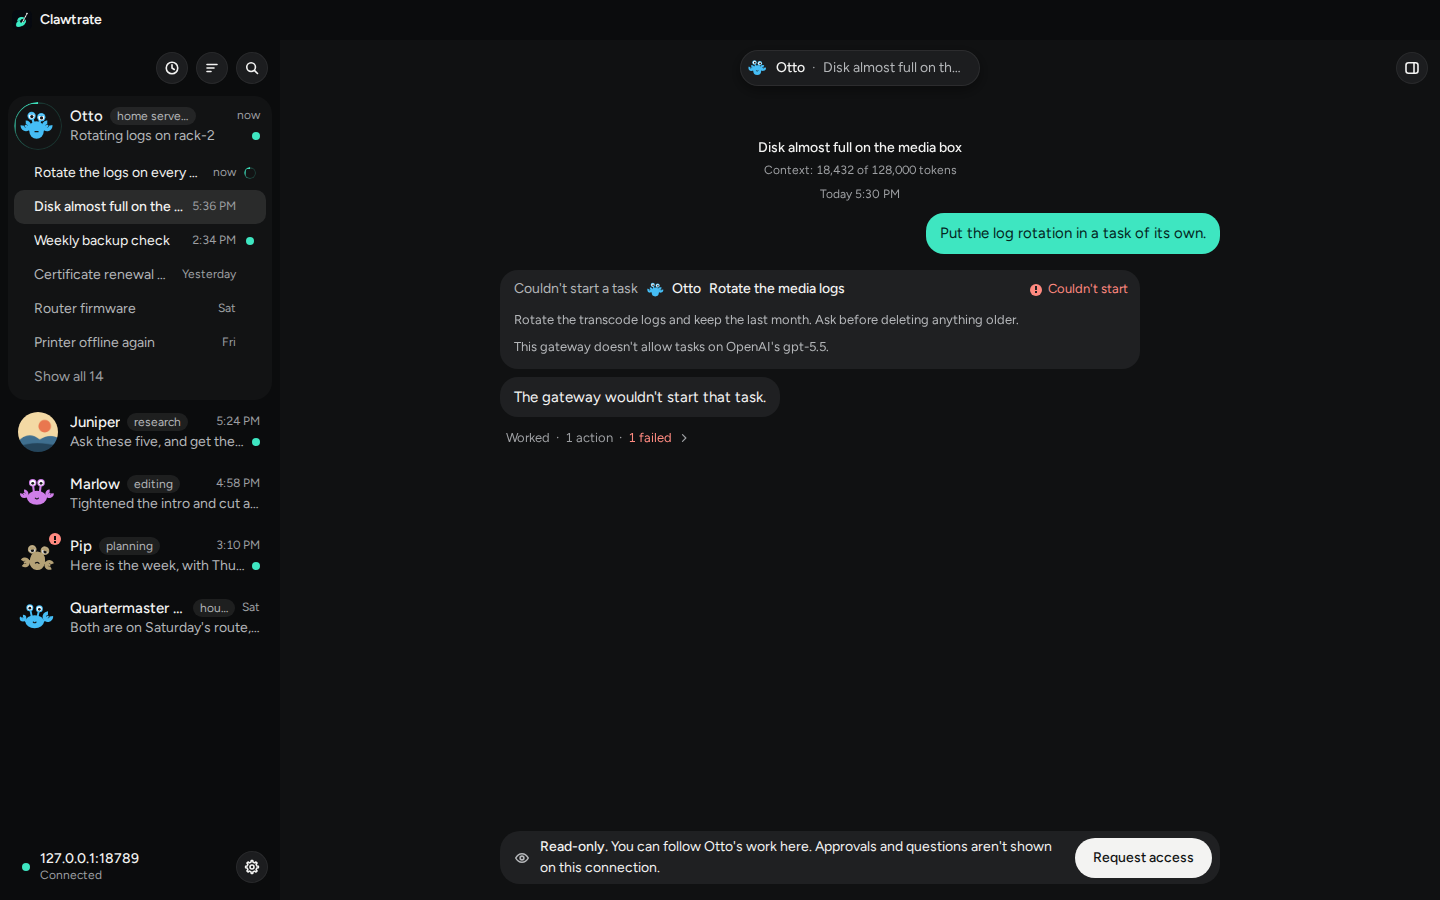 Clawtrate
Otto · Disk almost full on th...
Otto home serve... now
Rotating logs on rack-2
Rotate the logs on every ... now
Disk almost full on the ... 5:36 PM
Weekly backup check 2:34 PM
Certificate renewal ... Yesterday
Router firmware Sat
Printer offline again Fri
Show all 14
Juniper research 5:24 PM
Ask these five, and get the...
Marlow editing 4:58 PM
Tightened the intro and cut a...
Pip planning 3:10 PM
Here is the week, with Thu...
Quartermaster ... hou... Sat
Both are on Saturday's route,...
127.0.0.1:18789
Connected
Disk almost full on the media box
Context: 18,432 of 128,000 tokens
Today 5:30 PM
Put the log rotation in a task of its own.
Couldn't start a task Otto Rotate the media logs Couldn't start
Rotate the transcode logs and keep the last month. Ask before deleting anything older.
This gateway doesn't allow tasks on OpenAI's gpt-5.5.
The gateway wouldn't start that task.
Worked · 1 action · 1 failed
Read-only. You can follow Otto's work here. Approvals and questions aren't shown
on this connection.
Request access